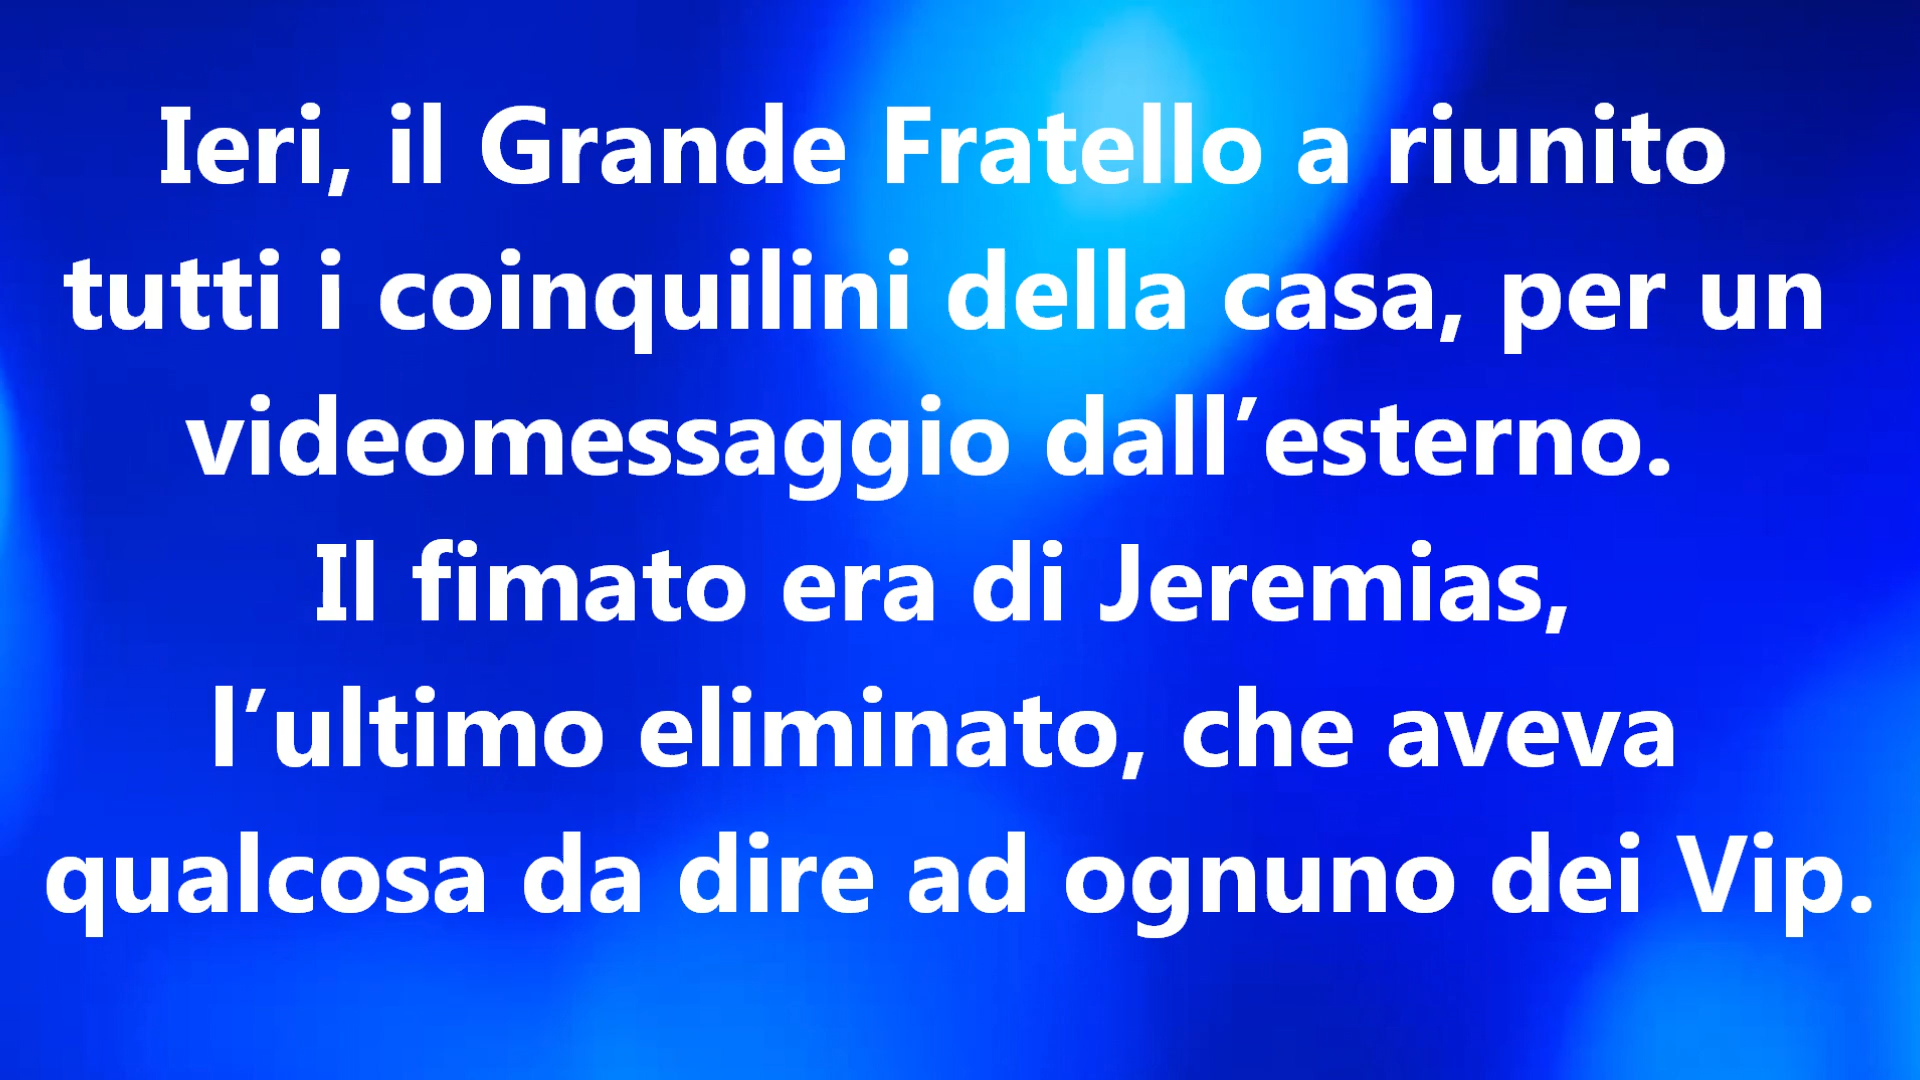 Ieri, il Grande Fratello a riunito
tutti i coinquilini della casa, per un
videomessaggio dall’esterno.
Il fimato era di Jeremias,
l’ultimo eliminato, che aveva
qualcosa da dire ad ognuno dei Vip.